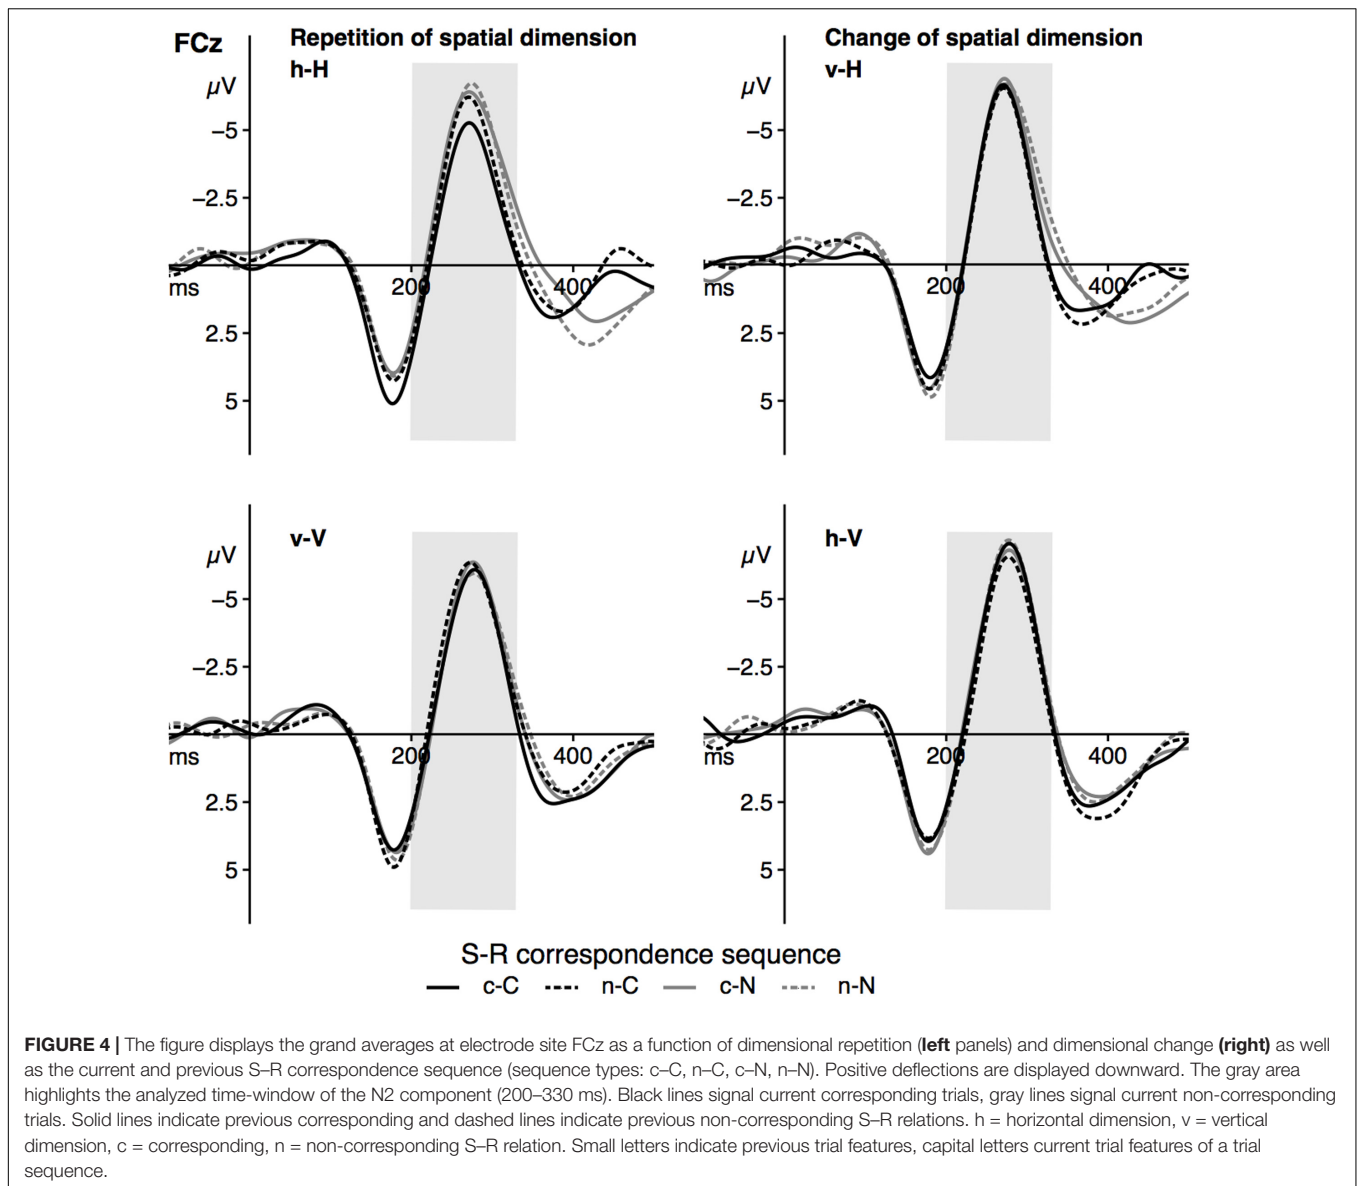 FCz
Repetition of spatial dimension
h-H
µV
−5
−2.5
2.5
5
ms
200
400
Change of spatial dimension
v-H
µV
−5
−2.5
2.5
5
ms
200
400
v-V
µV
−5
−2.5
2.5
5
ms
200
400
h-V
µV
−5
−2.5
2.5
5
ms
200
400
S-R correspondence sequence
c-C n-C c-N n-N
FIGURE 4 | The figure displays the grand averages at electrode site FCz as a function of dimensional repetition (left panels) and dimensional change (right) as well
as the current and previous S–R correspondence sequence (sequence types: c–C, n–C, c–N, n–N). Positive deflections are displayed downward. The gray area
highlights the analyzed time-window of the N2 component (200–330 ms). Black lines signal current corresponding trials, gray lines signal current non-corresponding
trials. Solid lines indicate previous corresponding and dashed lines indicate previous non-corresponding S–R relations. h = horizontal dimension, v = vertical
dimension, c = corresponding, n = non-corresponding S–R relation. Small letters indicate previous trial features, capital letters current trial features of a trial
sequence.